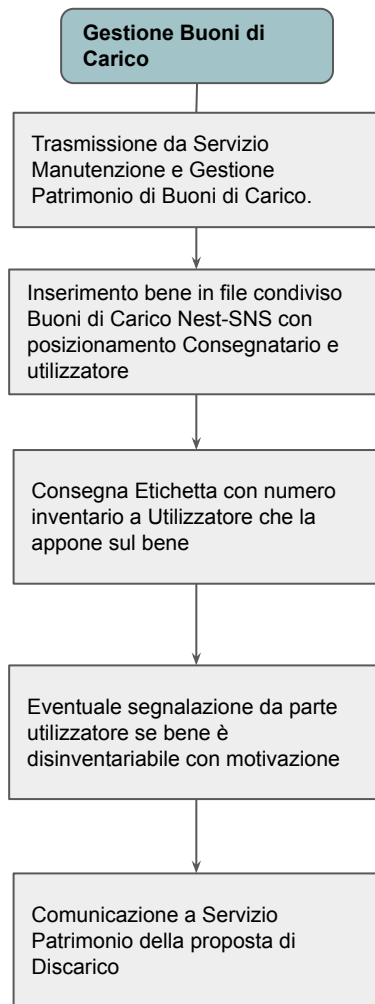 Gestione Buoni di
Carico
Trasmissione da Servizio
Manutenzione e Gestione
Patrimonio di Buoni di Carico.
Inserimento bene in file condiviso
Buoni di Carico Nest-SNS con
posizionamento Consegnatario e
utilizzatore
Consegna Etichetta con numero
inventario a Utilizzatore che la
appone sul bene
Eventuale segnalazione da parte
utilizzatore se bene è
disinventariabile con motivazione
Comunicazione a Servizio
Patrimonio della proposta di
Discarico